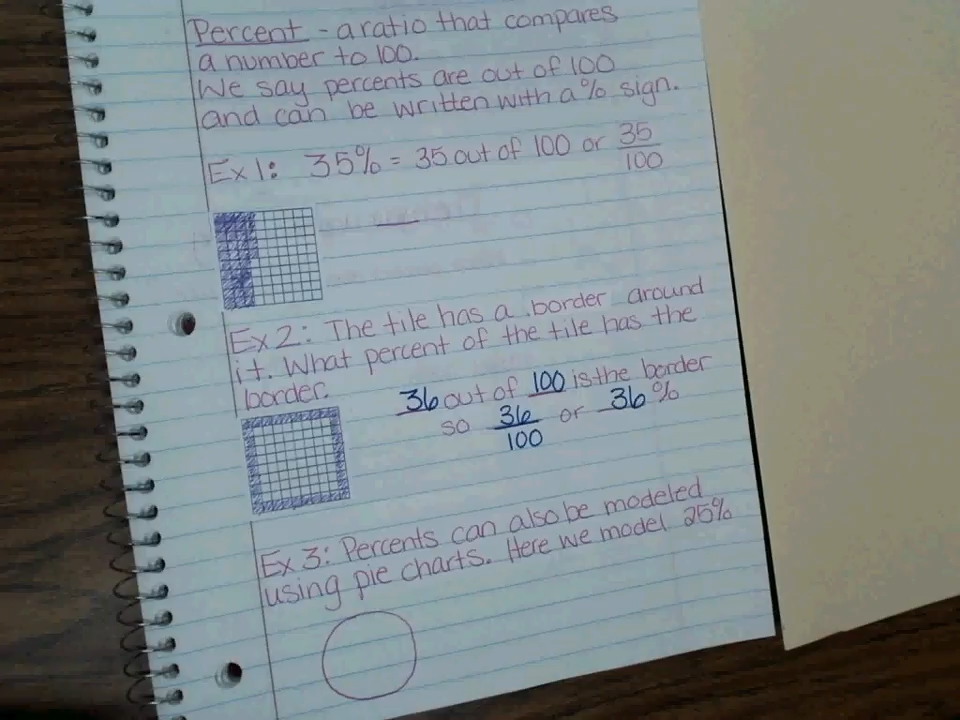 Percent - a ratio that compares
a number to 100.
We say percents are out of 100
and can be written with a % sign.
Ex 1: 35% = 35 out of 100 or 35/100
Ex 2: The tile has a border around
it. What percent of the tile has the
border.
36 out of 100 is the border
so 36/100 or 36%
Ex 3: Percents can also be modeled
using pie charts. Here we model 25%